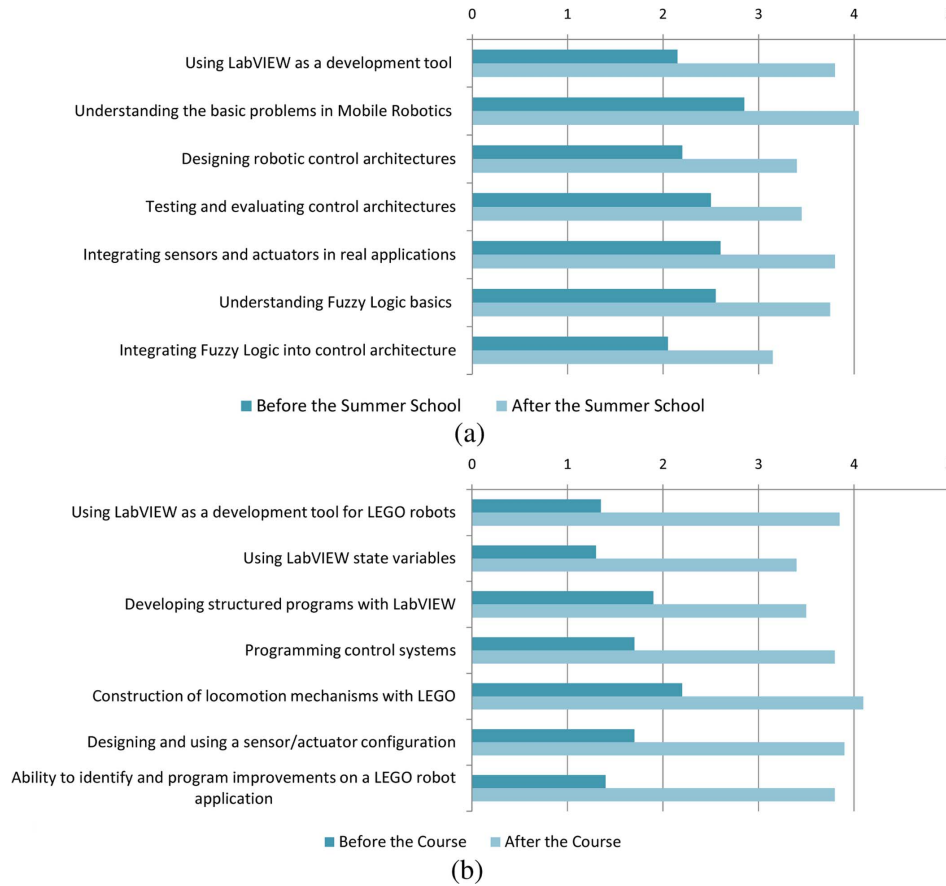 0 1 2 3 4
Using LabVIEW as a development tool
Understanding the basic problems in Mobile Robotics
Designing robotic control architectures
Testing and evaluating control architectures
Integrating sensors and actuators in real applications
Understanding Fuzzy Logic basics
Integrating Fuzzy Logic into control architecture
Before the Summer School After the Summer School
(a)
0 1 2 3 4
Using LabVIEW as a development tool for LEGO robots
Using LabVIEW state variables
Developing structured programs with LabVIEW
Programming control systems
Construction of locomotion mechanisms with LEGO
Designing and using a sensor/actuator configuration
Ability to identify and program improvements on a LEGO robot
application
Before the Course After the Course
(b)